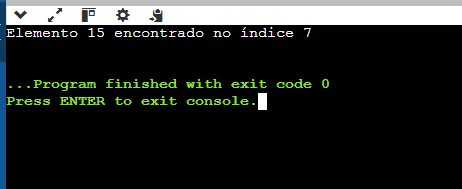 Elemento 15 encontrado no índice 7
...Program finished with exit code 0
Press ENTER to exit console.